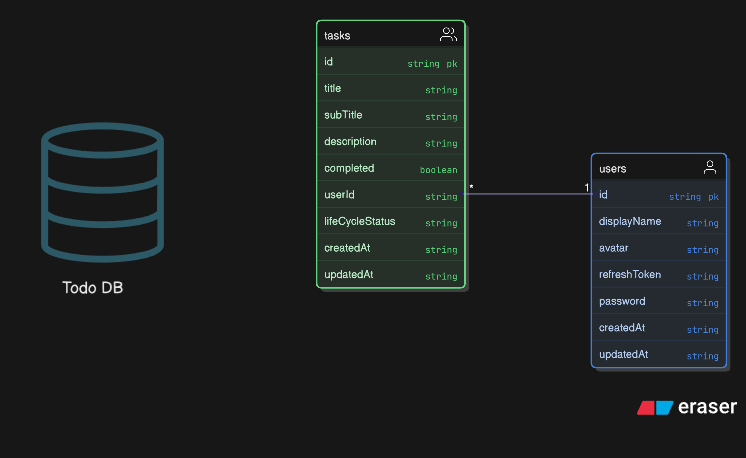 tasks
id string pk
title string
subTitle string
description string
completed boolean
userId string
lifeCycleStatus string
createdAt string
updatedAt string
* 1
users
id string pk
displayName string
avatar string
refreshToken string
password string
createdAt string
updatedAt string
Todo DB
eraser